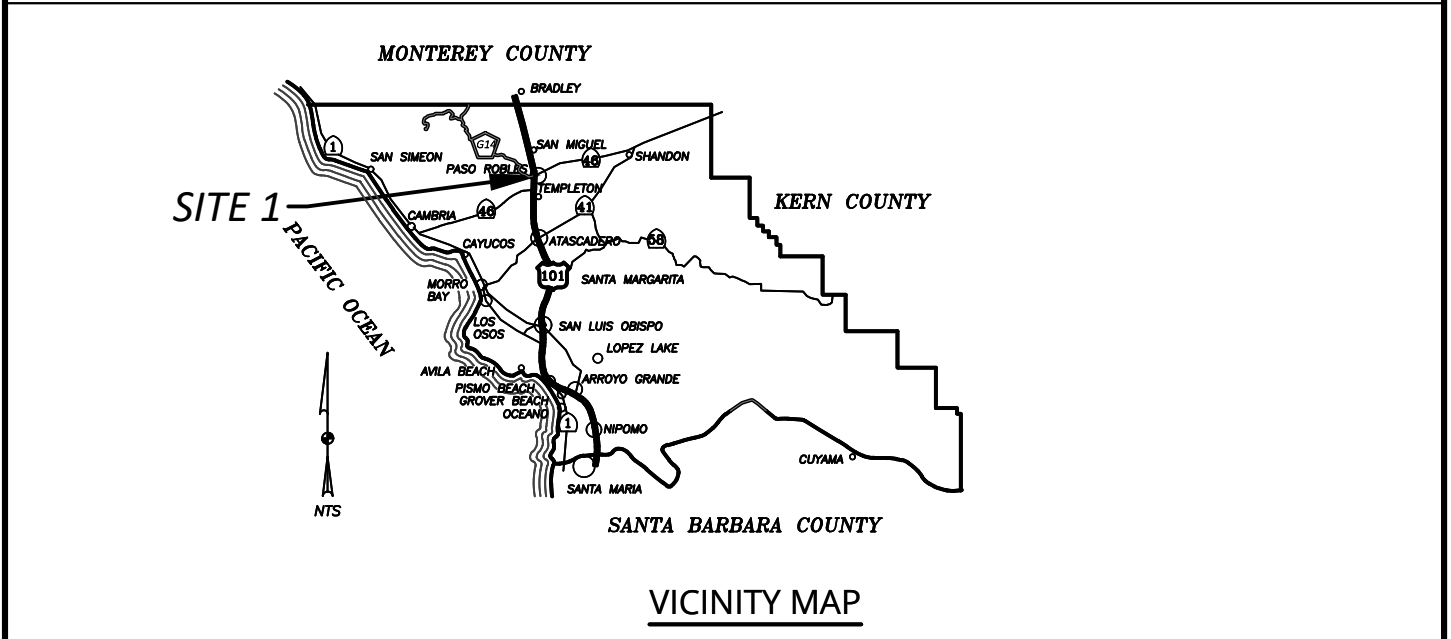 MONTEREY COUNTY
BRADLEY
1
G14
SAN MIGUEL
SAN SIMEON
46
SHANDON
PASO ROBLES
TEMPLETON
SITE 1
KERN COUNTY
46
41
CAMBRIA
PACIFIC OCEAN
CAYUCOS
ATASCADERO
58
101
SANTA MARGARITA
MORRO
BAY
LOS
OSOS
SAN LUIS OBISPO
LOPEZ LAKE
AVILA BEACH
ARROYO GRANDE
PISMO BEACH
GROVER BEACH
OCEANO
1
NIPOMO
CUYAMA
SANTA MARIA
NTS
SANTA BARBARA COUNTY
VICINITY MAP